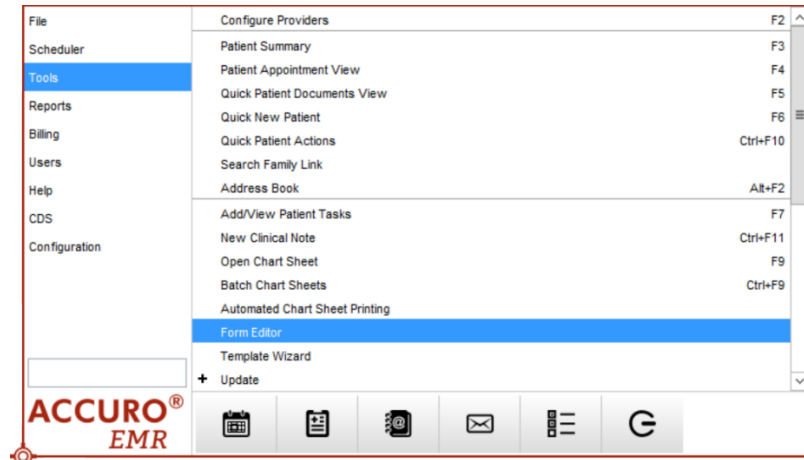 File
Scheduler
Tools
Reports
Billing
Users
Help
CDS
Configuration
Configure Providers F2
Patient Summary F3
Patient Appointment View F4
Quick Patient Documents View F5
Quick New Patient F6
Quick Patient Actions Ctrl+F10
Search Family Link
Address Book Alt+F2
Add/View Patient Tasks F7
New Clinical Note Ctrl+F11
Open Chart Sheet F9
Batch Chart Sheets Ctrl+F9
Automated Chart Sheet Printing
Form Editor
Template Wizard
+ Update
ACCURO®
EMR